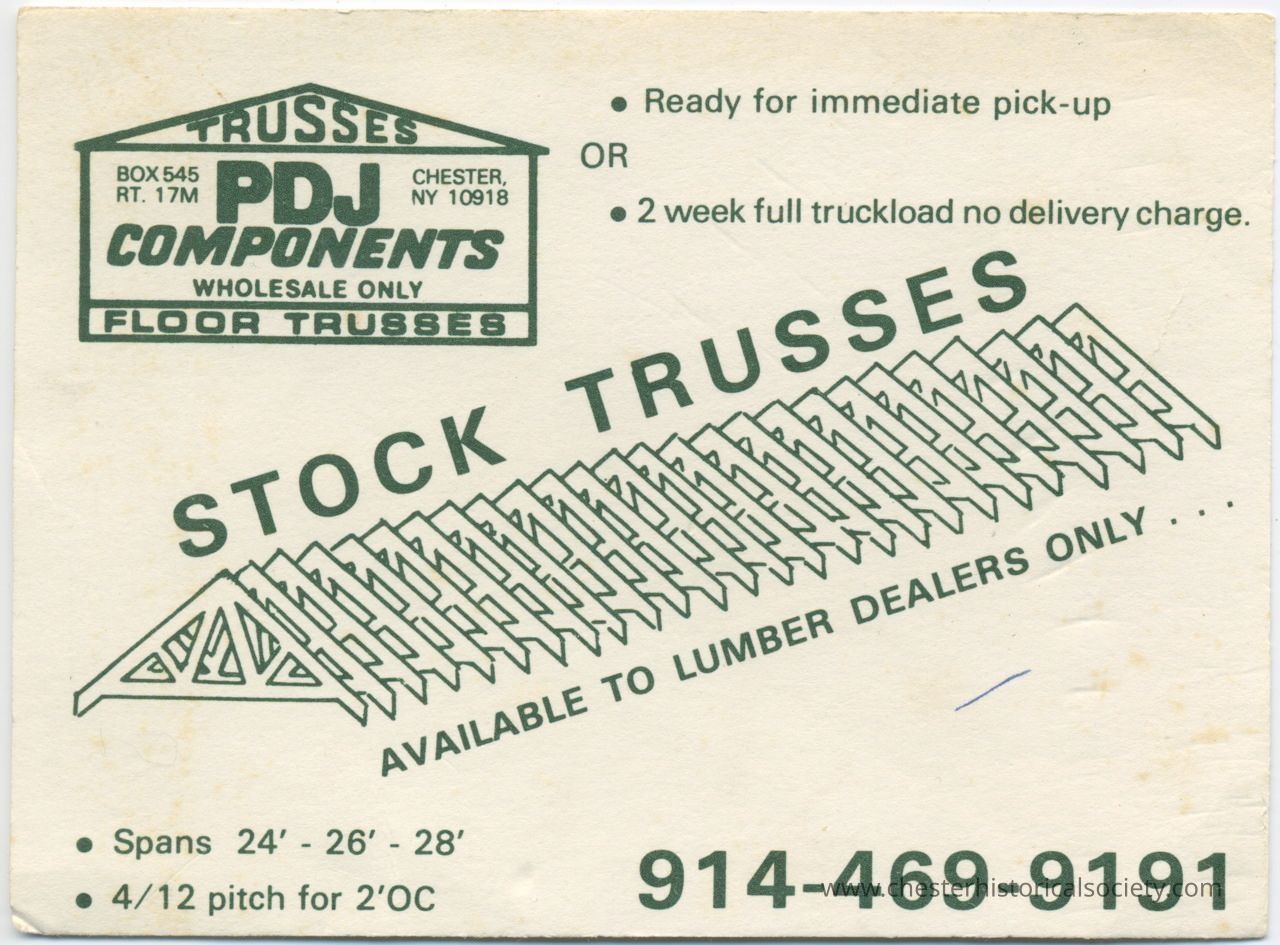 TRUSSES
BOX 545
RT. 17M
PDJ
CHESTER,
NY 10918
COMPONENTS
WHOLESALE ONLY
FLOOR TRUSSES
• Ready for immediate pick-up
OR
• 2 week full truckload no delivery charge.
STOCK TRUSSES
AVAILABLE TO LUMBER DEALERS ONLY . . .
• Spans 24' - 26' - 28'
• 4/12 pitch for 2'OC
914-469-9191
www.chesterhistoricalsociety.com